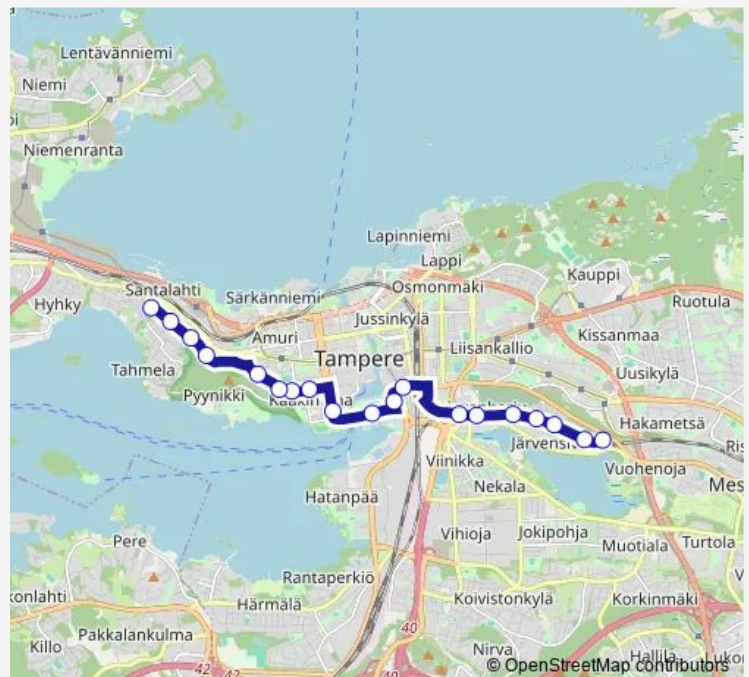 Lentävänniemi
Niemi
Niemenranta
Lapinniemi
Lappi
Kauppi
Santalahti
Särkänniemi
Osmonmäki
Ruotula
Hyhky
Jussinkylä
Amuri
Kissanmaa
Tampere
Liisankallio
Tahmela
Uusikylä
Pyynikki
Hakametsä
Viinikka
Vuohenoja
Nekala
Hatanpää
Vihioja
Jokipohja
Muotiala
Turtola
Pere
Rantaperkiö
Härmälä
Koivistonkylä
Korkinmäki
Pakkalankulma
40
Killo
Nirva
42
40
© OpenStreetMap contributors